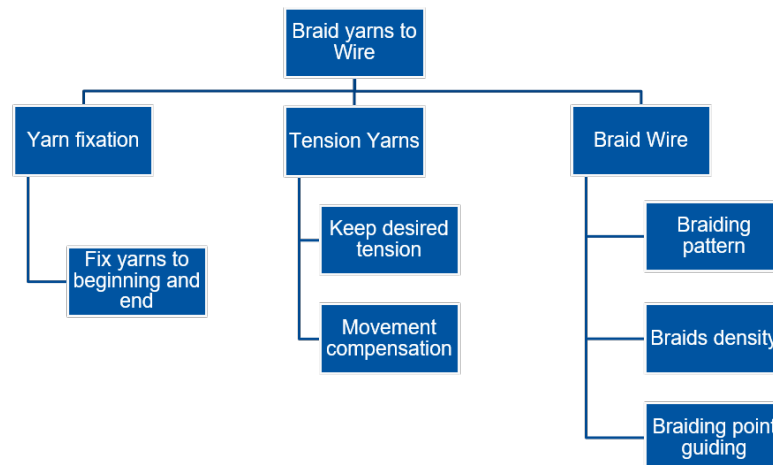 Braid yarns to
Wire
Yarn fixation
Tension Yarns
Braid Wire
Fix yarns to
beginning and
end
Keep desired
tension
Movement
compensation
Braiding
pattern
Braids density
Braiding point
guiding